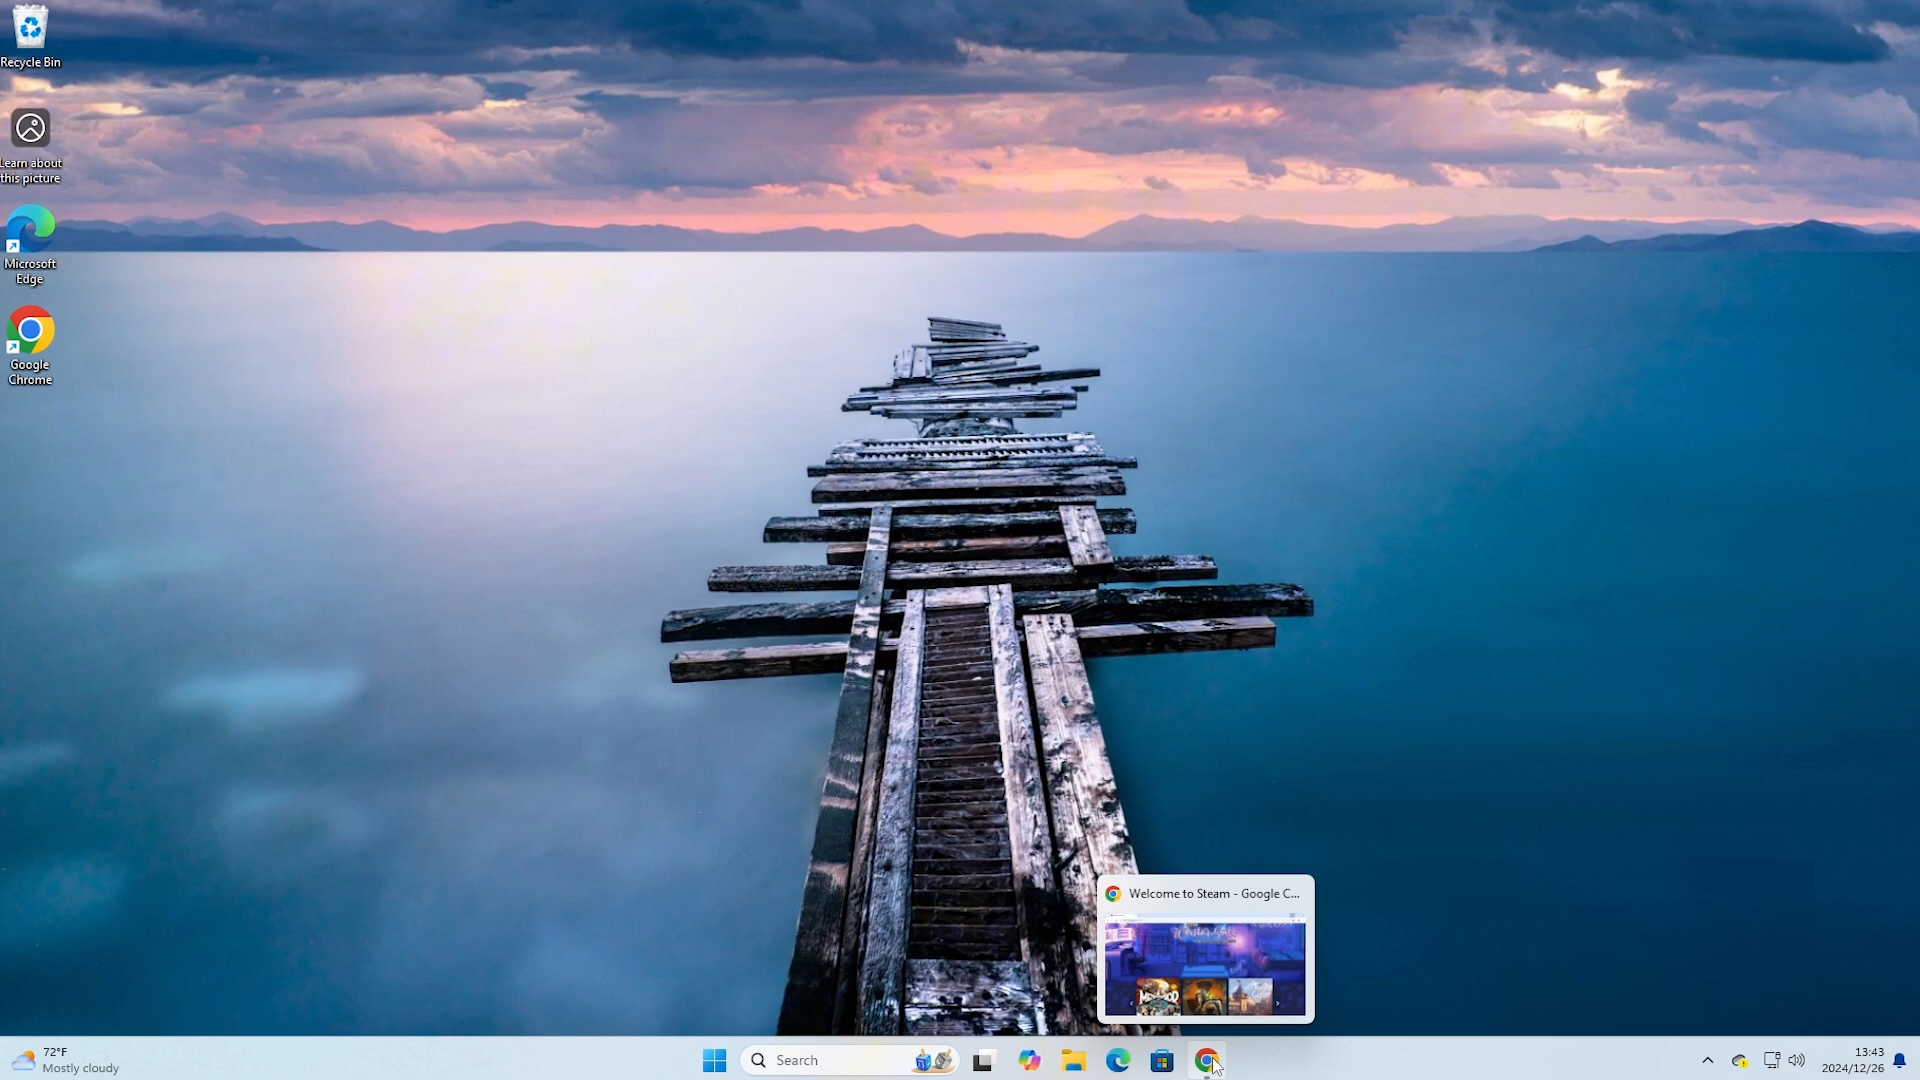 Recycle Bin
Learn about
this picture
Microsoft
Edge
Google
Chrome
Welcome to Steam - Google C...
72°F
Mostly cloudy
Search
13:43
2024/12/26